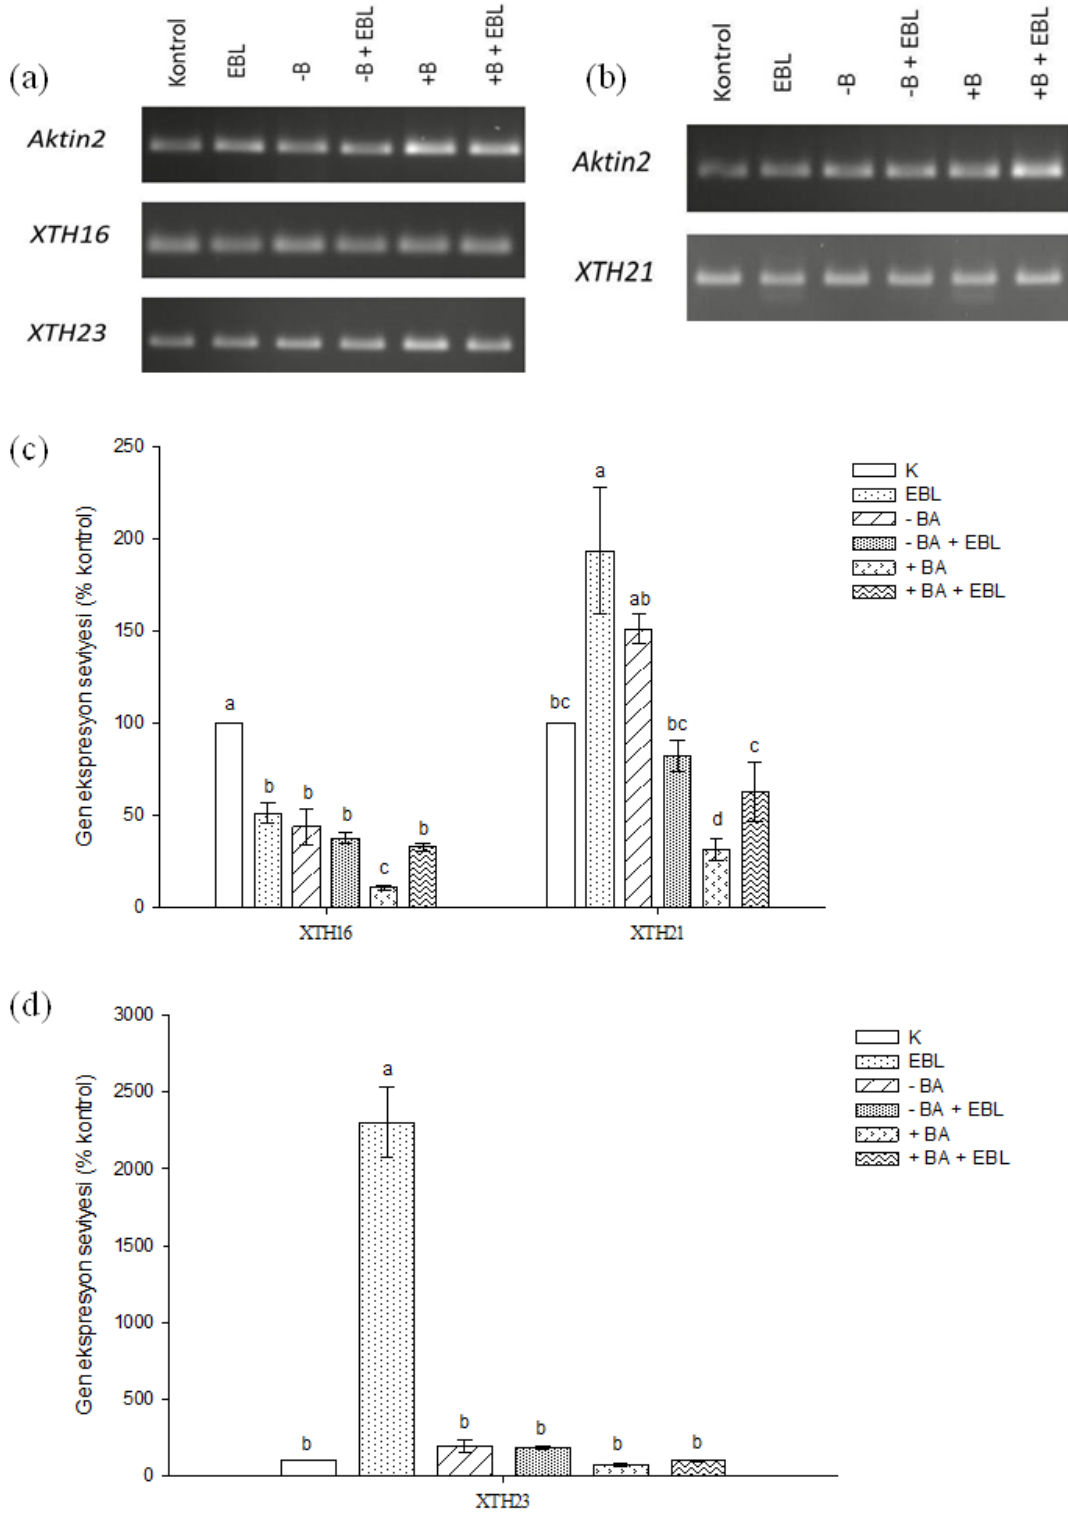 (a)
Kontrol
EBL
-B
-B + EBL
+B
+B + EBL
Aktin2
XTH16
XTH23
(b)
Kontrol
EBL
-B
-B + EBL
+B
+B + EBL
Aktin2
XTH21
(c)
Gen ekspresyon seviyesi (% kontrol)
250
200
150
100
50
0
a
b
b
b
c
b
bc
a
ab
bc
d
c
XTH16
XTH21
K
EBL
- BA
- BA + EBL
+ BA
+ BA + EBL
(d)
Gen ekspresyon seviyesi (% kontrol)
3000
2500
2000
1500
1000
500
0
b
a
b
b
b
b
XTH23
K
EBL
- BA
- BA + EBL
+ BA
+ BA + EBL